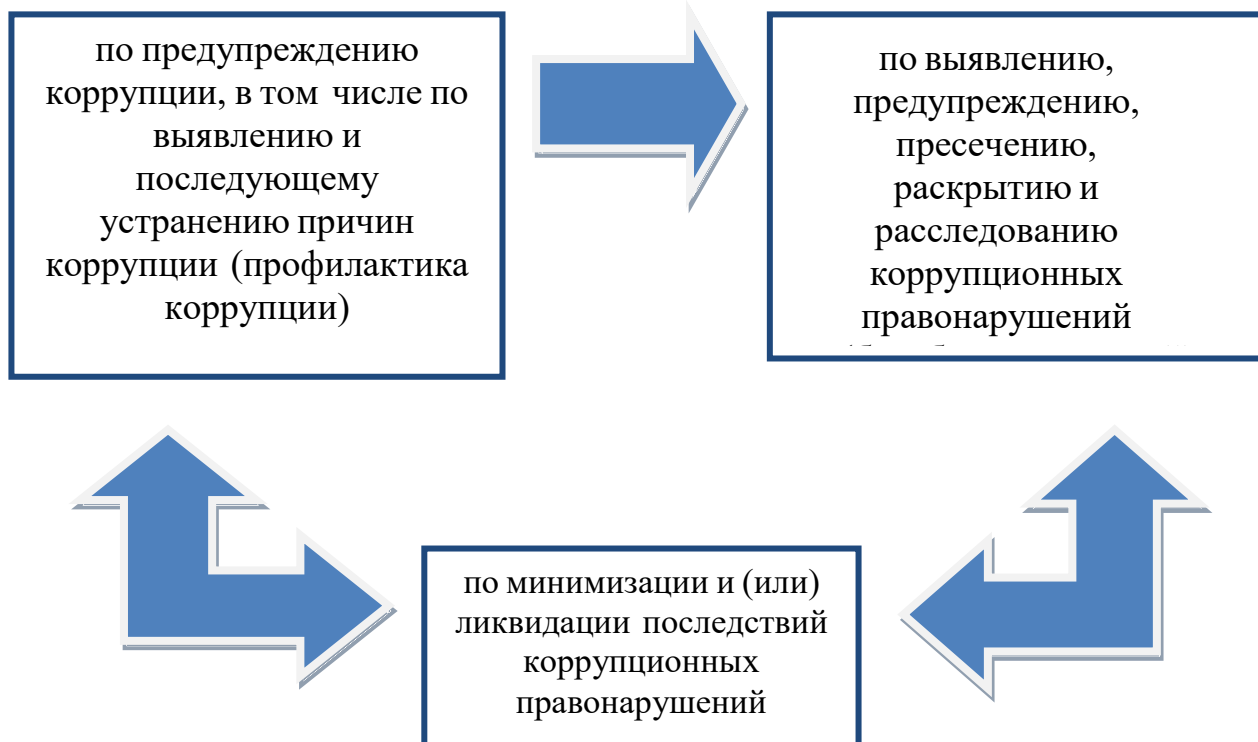 по предупреждению
коррупции, в том числе по
выявлению и
последующему
устранению причин
коррупции (профилактика
коррупции)
по выявлению,
предупреждению,
пресечению,
раскрытию и
расследованию
коррупционных
правонарушений
по минимизации и (или)
ликвидации последствий
коррупционных
правонарушений